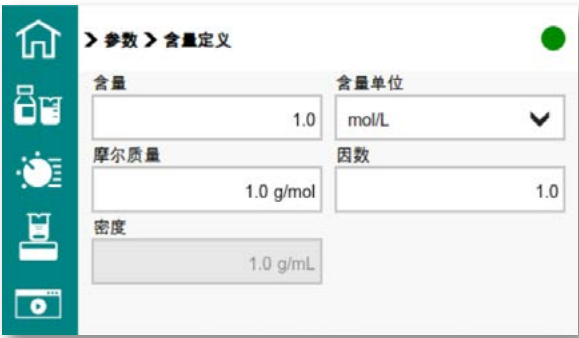 > 参数 > 含量定义
含量 含量单位
1.0 mol/L
摩尔质量 因数
1.0 g/mol 1.0
密度
1.0 g/mL